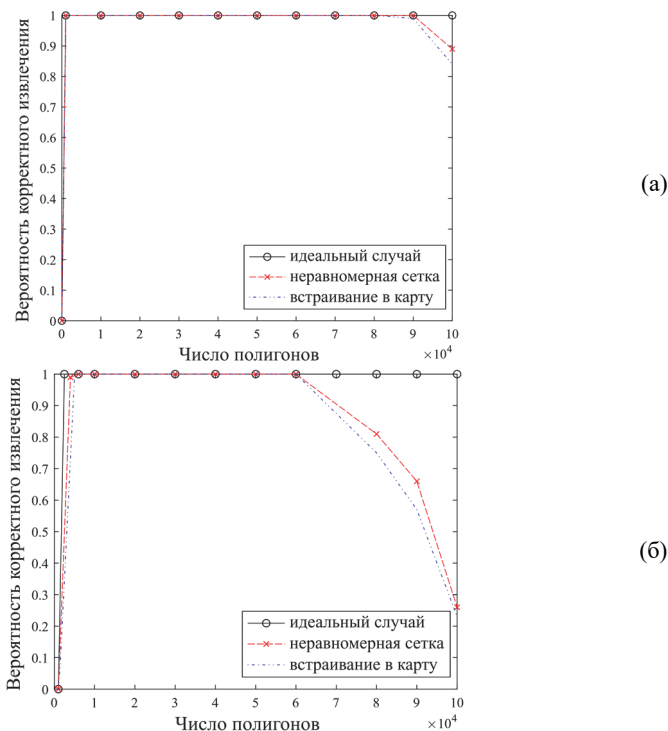 Вероятность корректного извлечения
1
0.9
0.8
0.7
0.6
0.5
0.4
0.3
0.2
0.1
0
0 1 2 3 4 5 6 7 8 9 10
Число полигонов
×10⁴
идеальный случай
неравномерная сетка
встраивание в карту
(а)
Вероятность корректного извлечения
1
0.9
0.8
0.7
0.6
0.5
0.4
0.3
0.2
0.1
0
0 1 2 3 4 5 6 7 8 9 10
Число полигонов
×10⁴
идеальный случай
неравномерная сетка
встраивание в карту
(б)